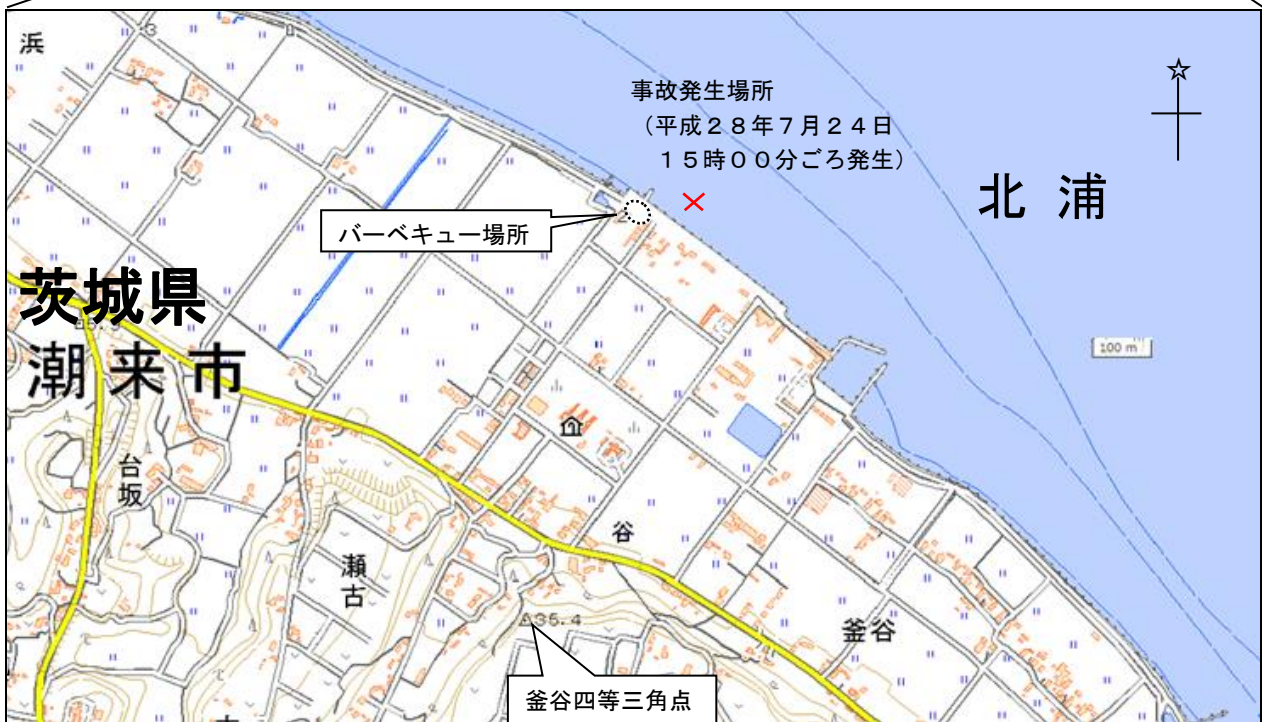 浜
事故発生場所
（平成２８年７月２４日
１５時００分ごろ発生）
北 浦
バーベキュー場所
茨城県
潮来市
100 m
台坂
谷
瀬古
35.4
釜谷
釜谷四等三角点